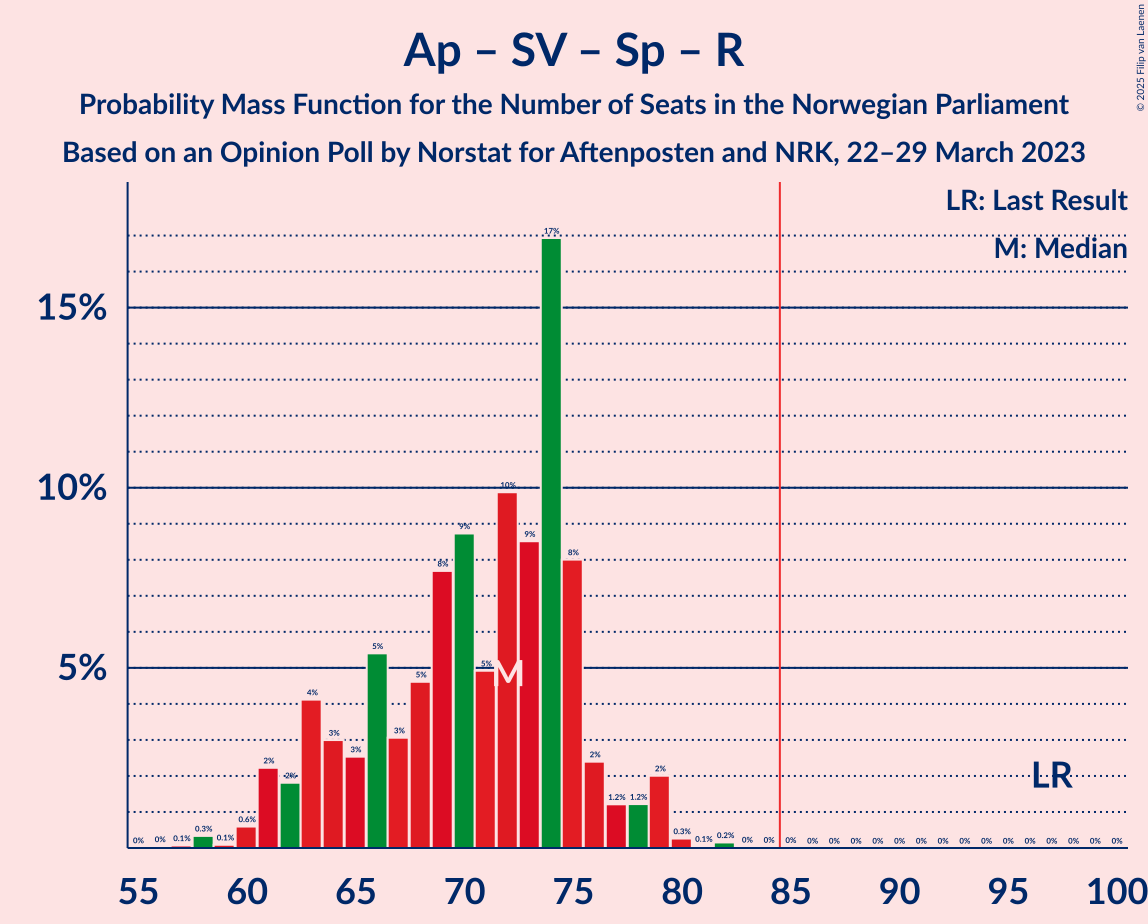 Ap – SV – Sp – R
Probability Mass Function for the Number of Seats in the Norwegian Parliament
Based on an Opinion Poll by Norstat for Aftenposten and NRK, 22–29 March 2023
© 2025 Filip van Laenen
LR: Last Result
M: Median
15%
10%
5%
0% 0% 0.1% 0.3% 0.1% 0.6% 2% 2% 4% 3% 3% 5% 3% 5% 8% 9% 5% 10% 9% 17% 8% 2% 1.2% 1.2% 2% 0.3% 0.1% 0.2% 0% 0% 0% 0% 0% 0% 0% 0% 0% 0% 0% 0% 0% 0% 0% 0% 0% 0%
M
LR
55 60 65 70 75 80 85 90 95 100